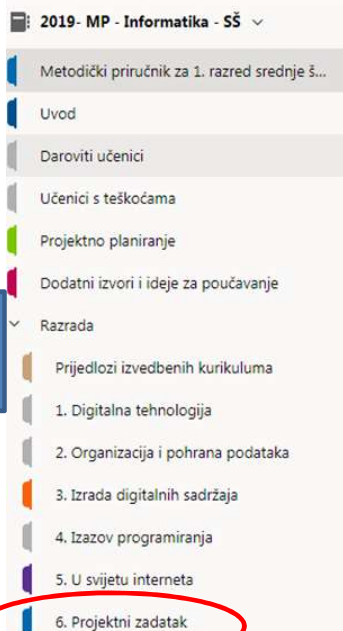 2019- MP - Informatika - SŠ
Metodički priručnik za 1. razred srednje š...
Uvod
Daroviti učenici
Učenici s teškoćama
Projektno planiranje
Dodatni izvori i ideje za poučavanje
Razrada
Prijedlozi izvedbenih kurikuluma
1. Digitalna tehnologija
2. Organizacija i pohrana podataka
3. Izrada digitalnih sadržaja
4. Izazov programiranja
5. U svijetu interneta
6. Projektni zadatak